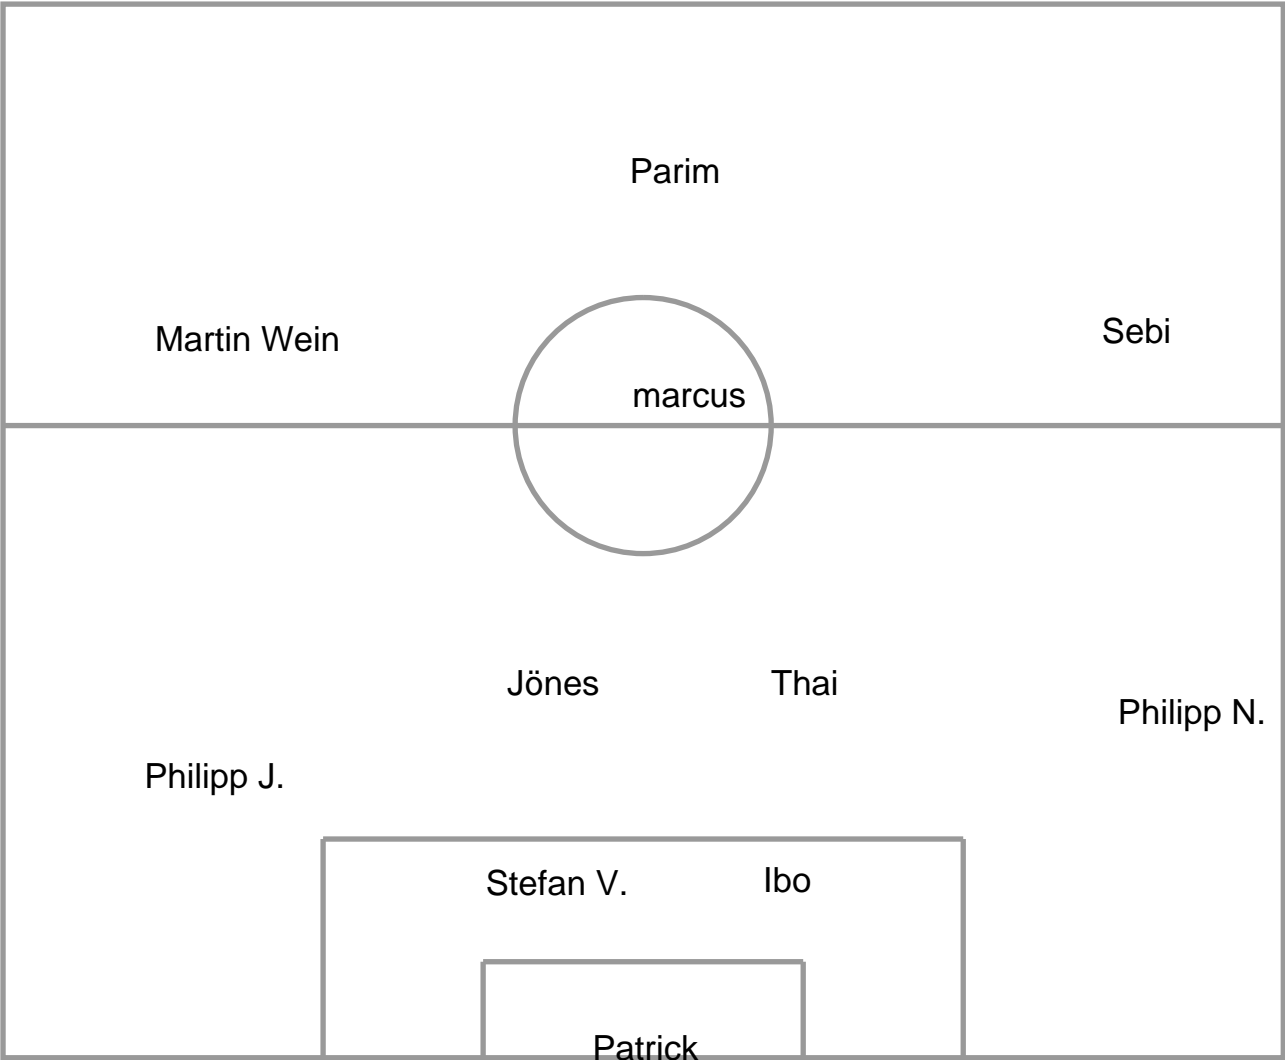 Parim
Martin Wein
Sebi
marcus
Jönes
Thai
Philipp N.
Philipp J.
Stefan V.
Ibo
Patrick